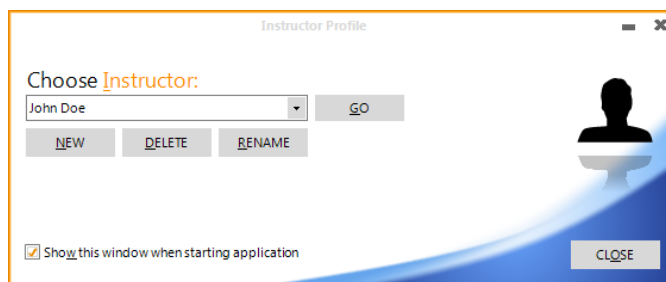 Instructor Profile
Choose Instructor:
John Doe
GO
NEW DELETE RENAME
Show this window when starting application
CLOSE